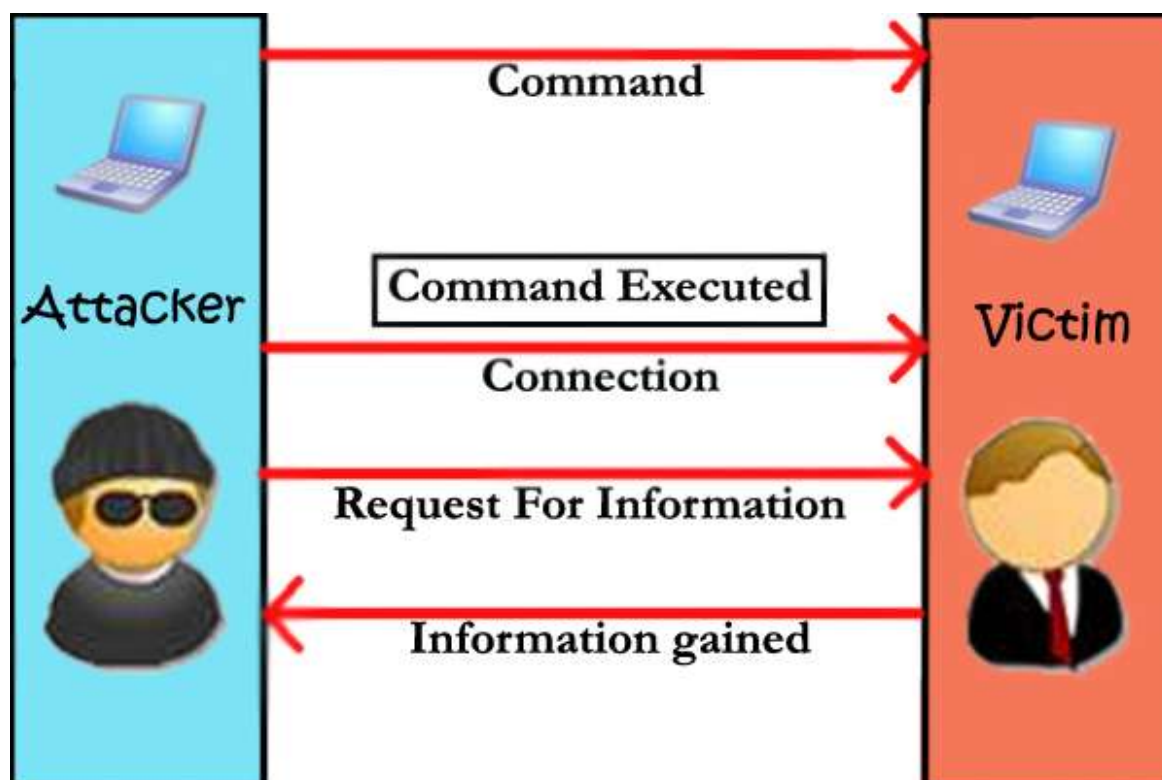 Command
Command Executed
Attacker
Victim
Connection
Request For Information
Information gained